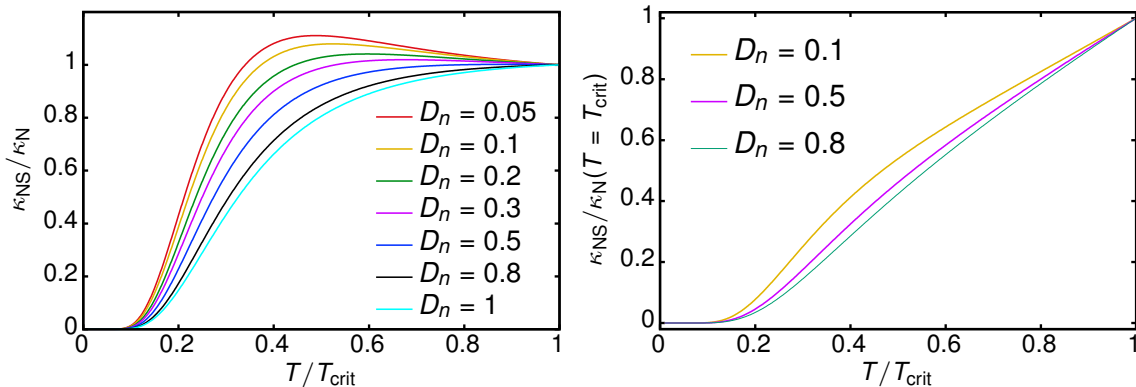 κNS/κN
1
0.8
0.6
0.4
0.2
0
Dn = 0.05
Dn = 0.1
Dn = 0.2
Dn = 0.3
Dn = 0.5
Dn = 0.8
Dn = 1
0 0.2 0.4 0.6 0.8 1
T/Tcrit
κNS/κN(T = Tcrit)
1
0.8
0.6
0.4
0.2
0
Dn = 0.1
Dn = 0.5
Dn = 0.8
0 0.2 0.4 0.6 0.8 1
T/Tcrit